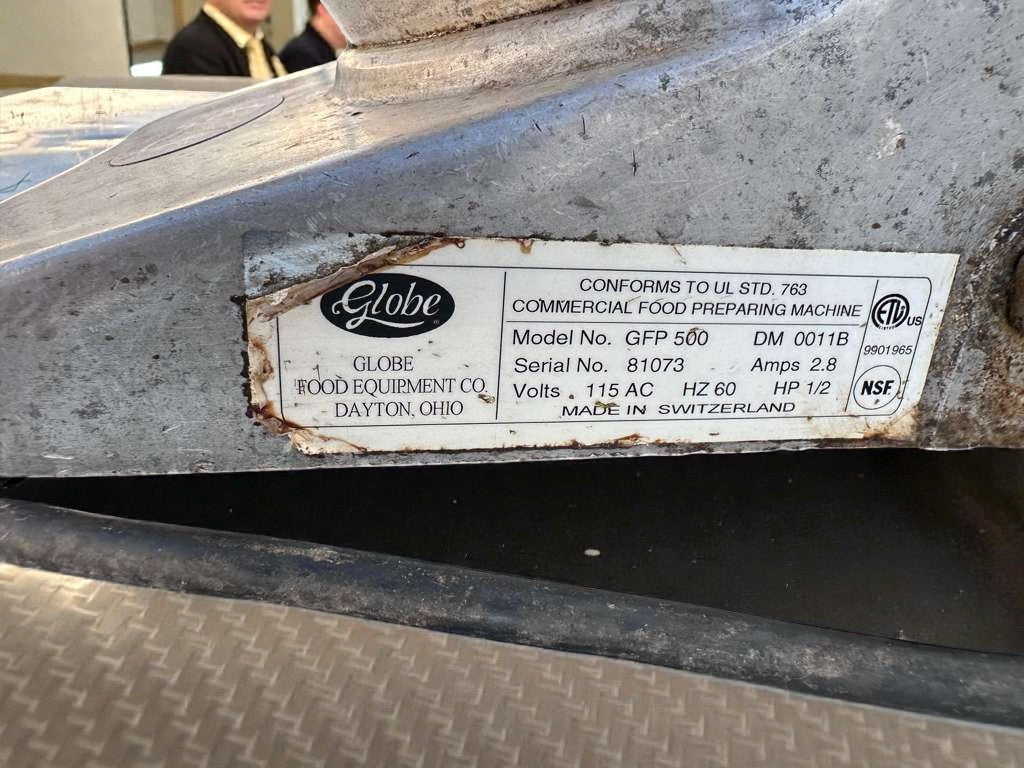 Globe
GLOBE
FOOD EQUIPMENT CO.
DAYTON, OHIO
CONFORMS TO UL STD. 763
COMMERCIAL FOOD PREPARING MACHINE
Model No. GFP 500 DM 0011B
Serial No. 81073 Amps 2.8
Volts 115 AC HZ 60 HP 1/2
MADE IN SWITZERLAND
ETL US
9901965
NSF